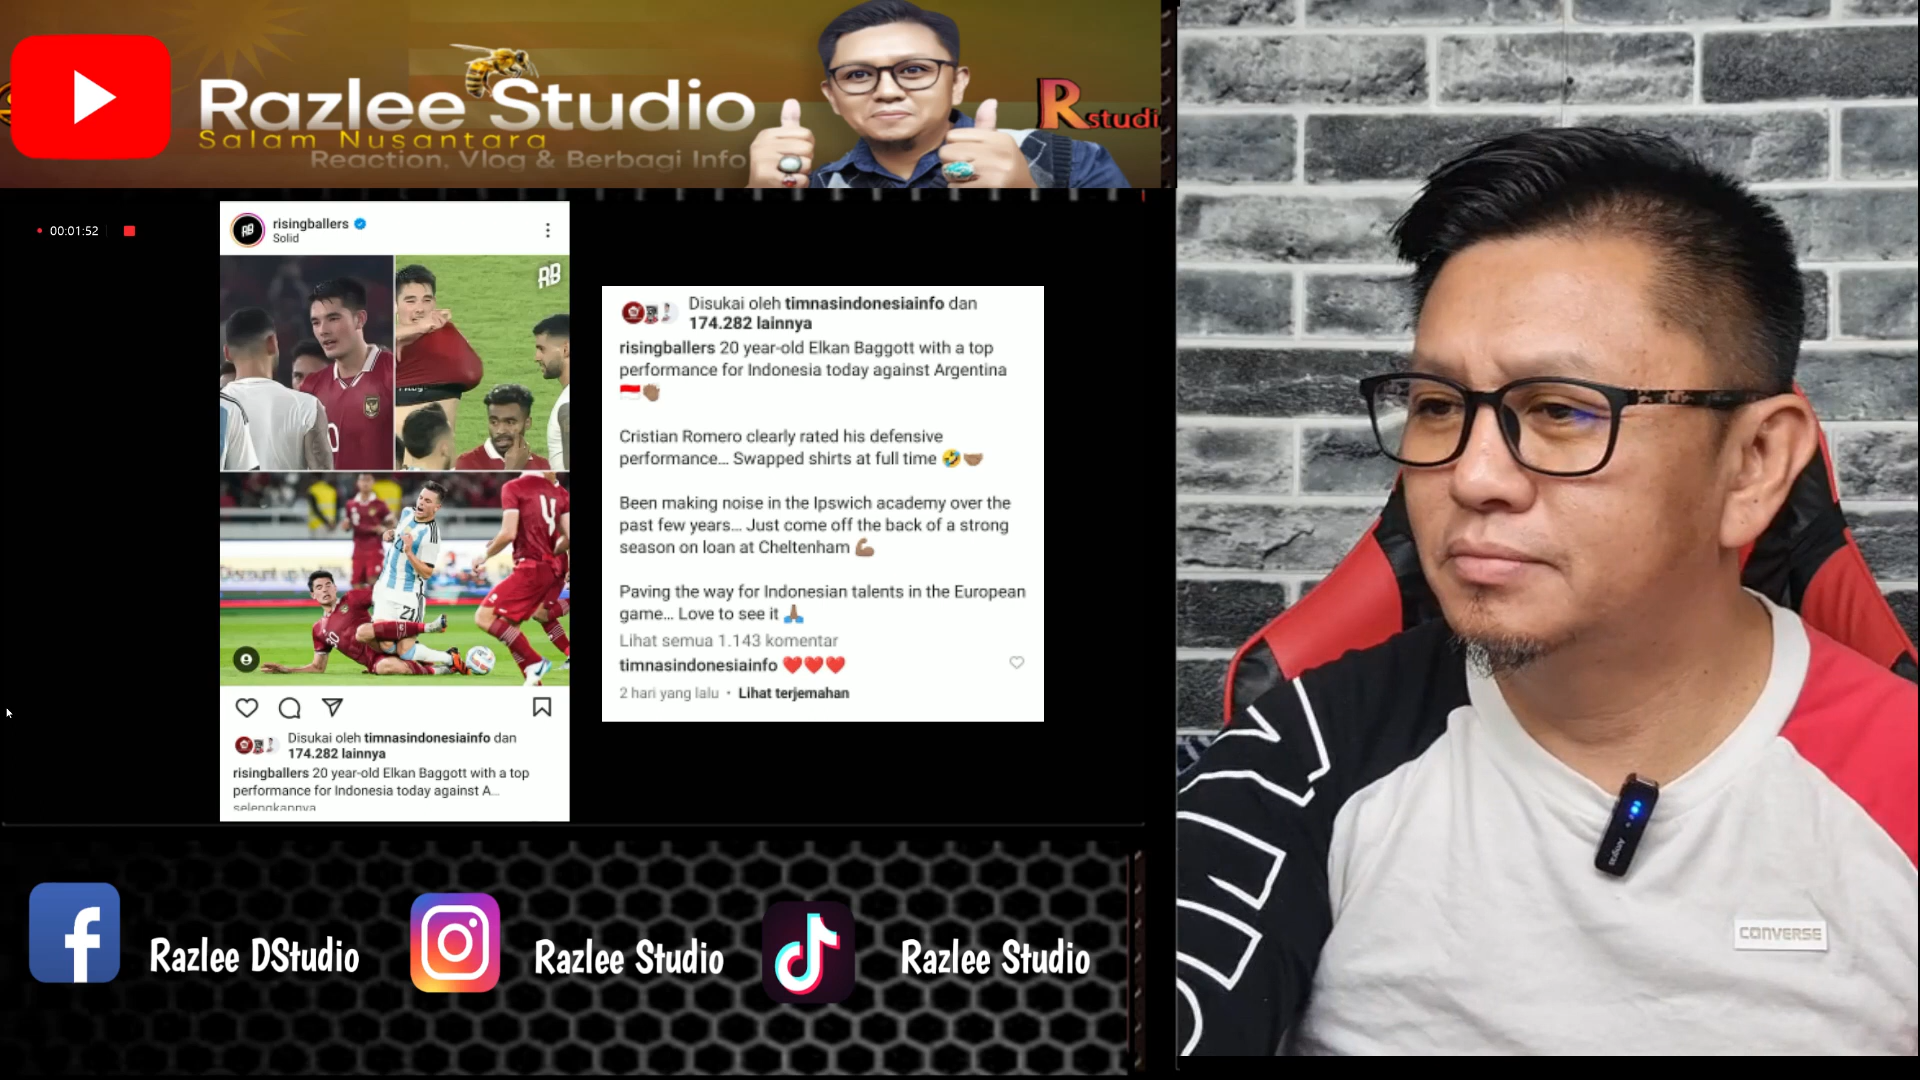 Razlee Studio
Salam Nusantara
Reaction, Vlog & Berbagi Info
R studi
00:01:52
risingballers
Solid
RB
RB
21
20
4
Disukai oleh timnasindonesiainfo dan
174.282 lainnya
risingballers 20 year-old Elkan Baggott with a top
performance for Indonesia today against A...
selengkapnya
Disukai oleh timnasindonesiainfo dan
174.282 lainnya
risingballers 20 year-old Elkan Baggott with a top
performance for Indonesia today against Argentina
🇮🇩👏🏽
Cristian Romero clearly rated his defensive
performance... Swapped shirts at full time 🤣🤝🏽
Been making noise in the Ipswich academy over the
past few years... Just come off the back of a strong
season on loan at Cheltenham 💪🏽
Paving the way for Indonesian talents in the European
game... Love to see it 🙏🏽
Lihat semua 1.143 komentar
timnasindonesiainfo ❤️❤️❤️
2 hari yang lalu • Lihat terjemahan
Razlee DStudio
Razlee Studio
Razlee Studio
CONVERSE